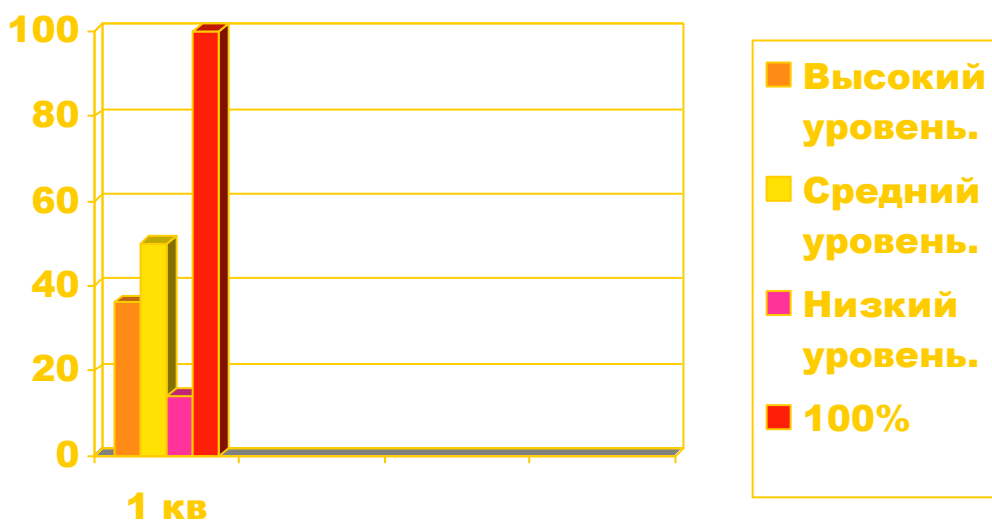 100
80
60
40
20
0
1 кв
Высокий
уровень.
Средний
уровень.
Низкий
уровень.
100%